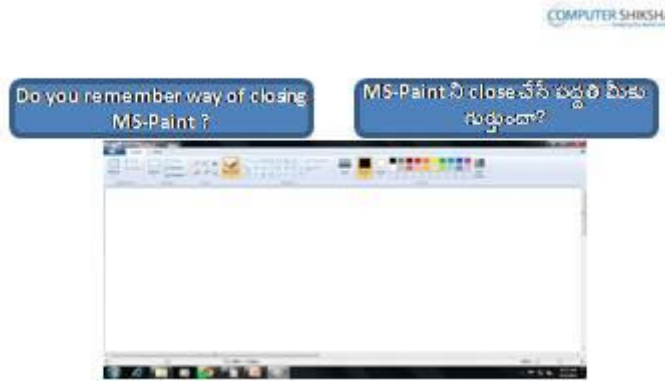 COMPUTER SHIKSHA
Do you remember way of closing
MS-Paint ?
MS-Paint ని close చేసే పద్ధతి మీకు
గుర్తుందా?